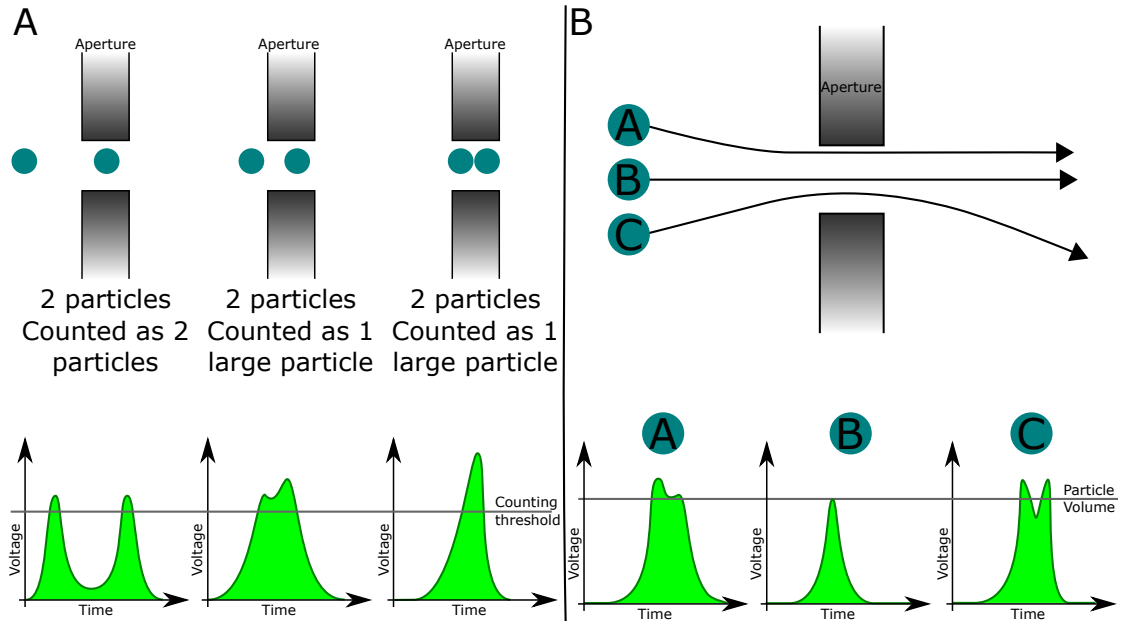 A
Aperture
Aperture
Aperture
2 particles
Counted as 2
particles
2 particles
Counted as 1
large particle
2 particles
Counted as 1
large particle
Voltage
Time
Voltage
Time
Voltage
Time
Counting
threshold
B
Aperture
A
B
C
A
B
C
Particle
Volume
Voltage
Time
Voltage
Time
Voltage
Time